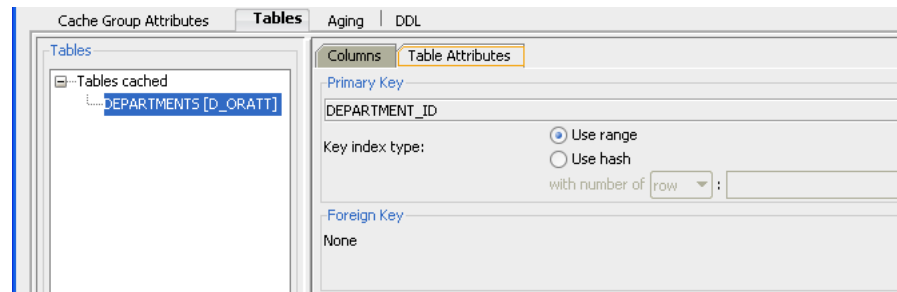 Cache Group Attributes Tables Aging DDL
Tables
Tables cached
DEPARTMENTS [D_ORATT]
Columns Table Attributes
Primary Key
DEPARTMENT_ID
Key index type:
Use range
Use hash
with number of row :
Foreign Key
None